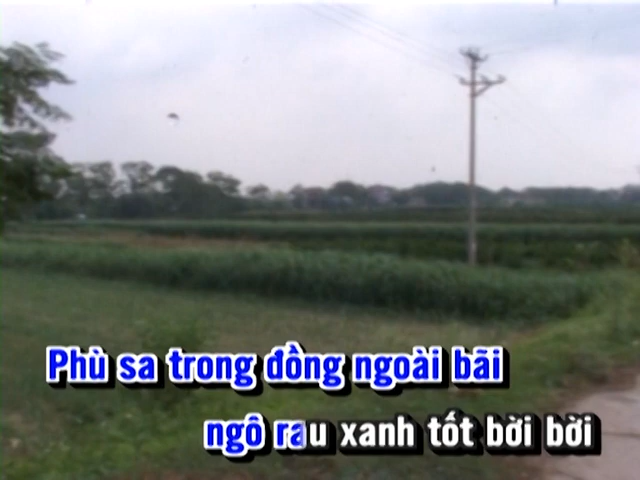 Phù sa trong đồng ngoài bãi
ngô rau xanh tốt bời bời